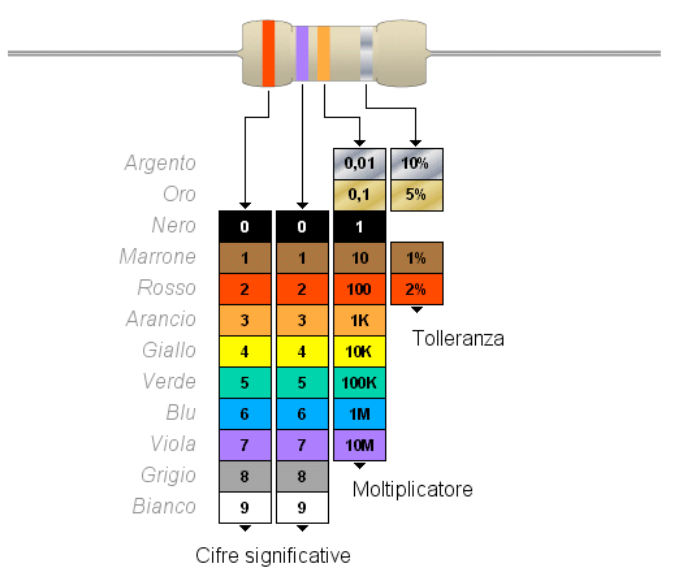 Argento 0,01 10%
Oro 0,1 5%
Nero 0 0 1
Marrone 1 1 10 1%
Rosso 2 2 100 2%
Arancio 3 3 1K
Tolleranza
Giallo 4 4 10K
Verde 5 5 100K
Blu 6 6 1M
Viola 7 7 10M
Grigio 8 8
Moltiplicatore
Bianco 9 9
Cifre significative